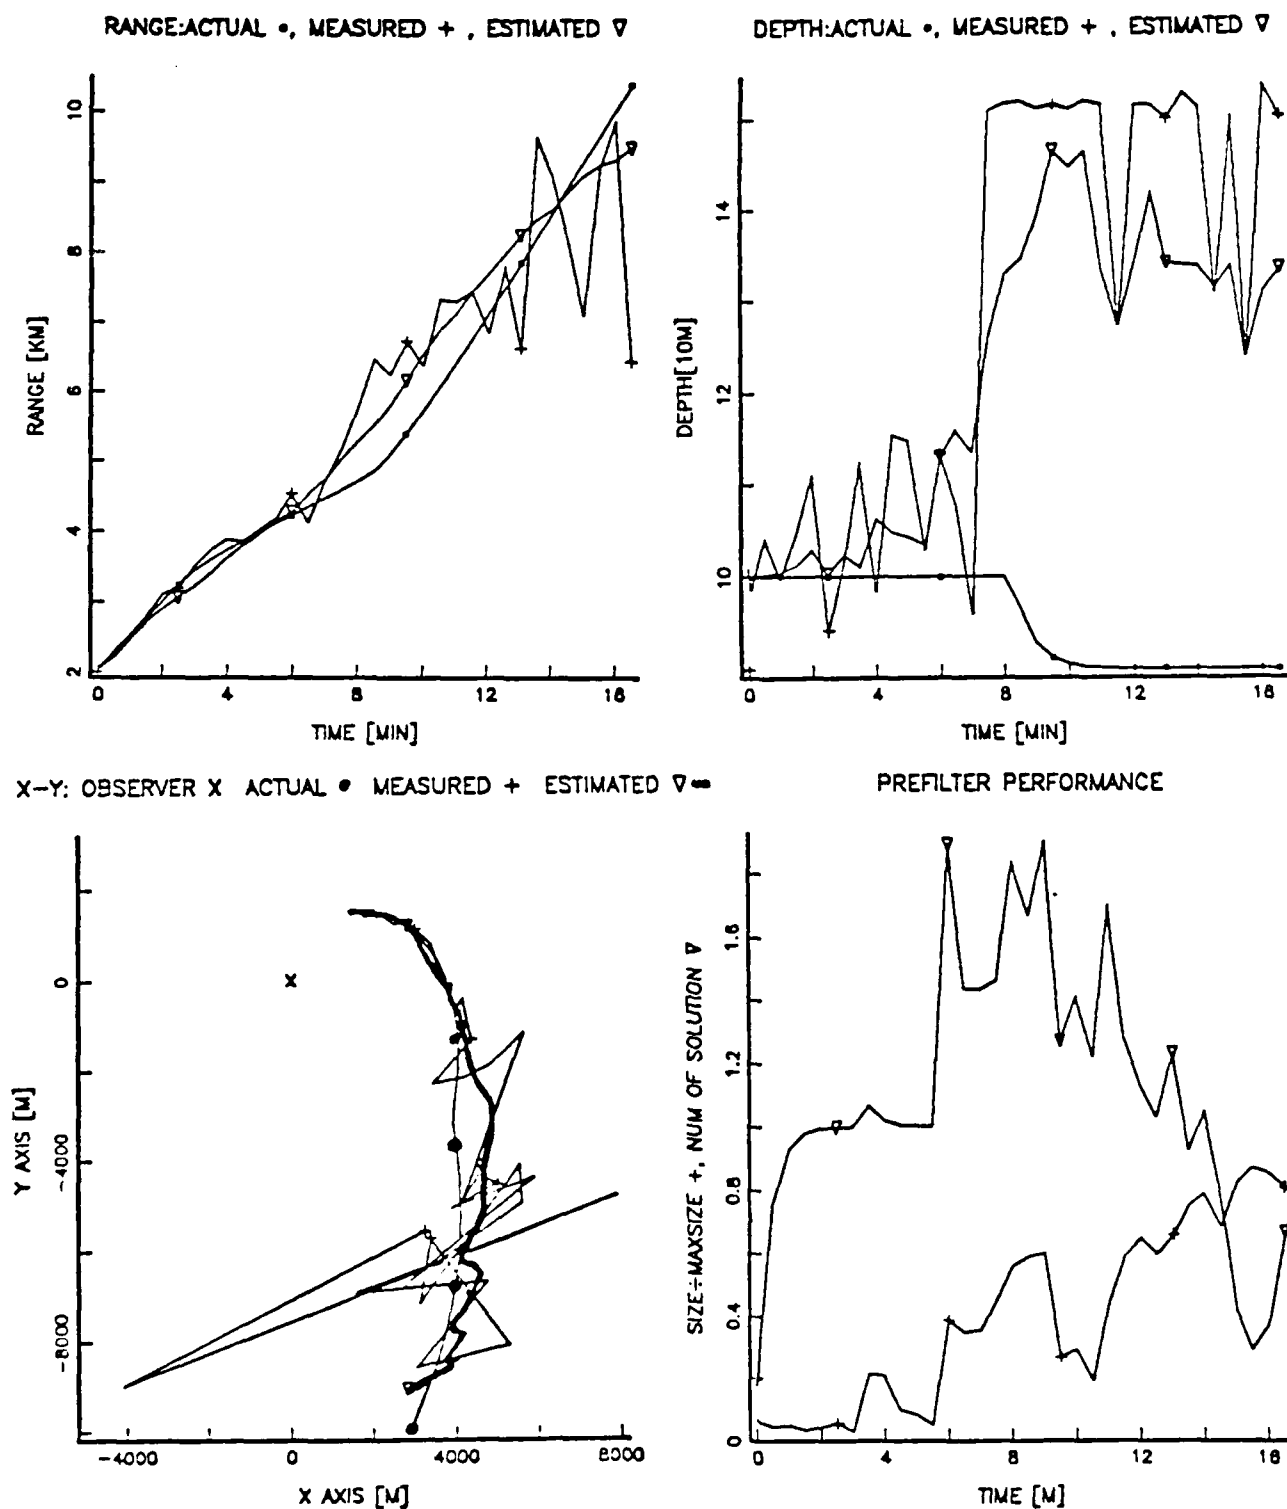 RANGE:ACTUAL •, MEASURED + , ESTIMATED ∇
10
8
6
4
2
RANGE [KM]
0 4 8 12 16
TIME [MIN]
DEPTH:ACTUAL •, MEASURED + , ESTIMATED ∇
14
12
10
DEPTH[10M]
0 4 8 12 16
TIME [MIN]
X-Y: OBSERVER X ACTUAL • MEASURED + ESTIMATED ∇
X
0
-4000
-8000
Y AXIS [M]
-4000 0 4000 8000
X AXIS [M]
PREFILTER PERFORMANCE
1.6
1.2
0.8
0.4
0
SIZE÷MAXSIZE +, NUM OF SOLUTION ∇
0 4 8 12 16
TIME [M]